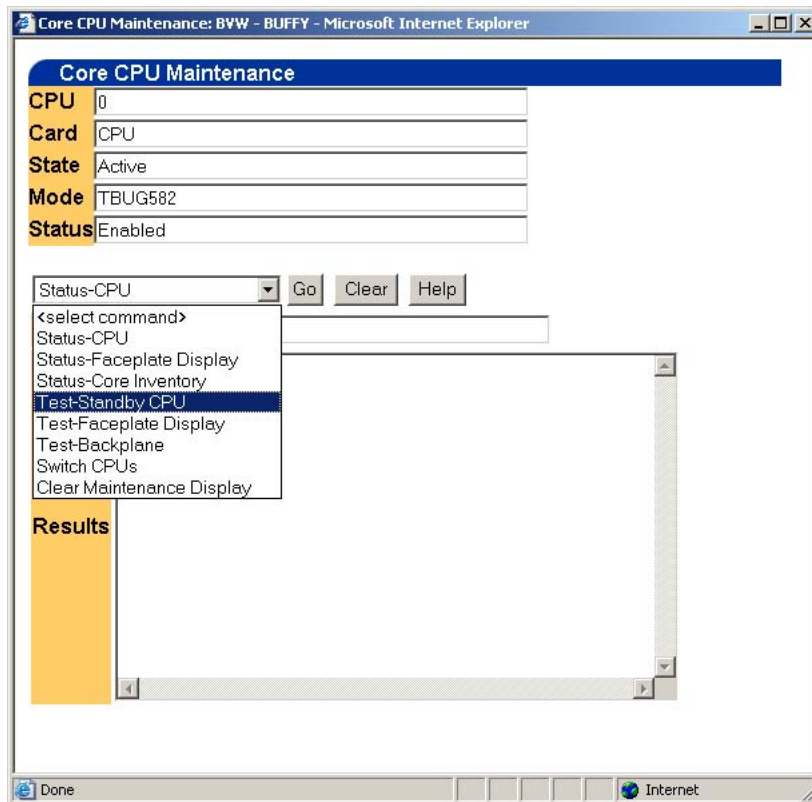 Core CPU Maintenance: BVW - BUFFY - Microsoft Internet Explorer
Core CPU Maintenance
CPU 0
Card CPU
State Active
Mode TBUG582
Status Enabled
Status-CPU Go Clear Help
<select command>
Status-CPU
Status-Faceplate Display
Status-Core Inventory
Test-Standby CPU
Test-Faceplate Display
Test-Backplane
Switch CPUs
Clear Maintenance Display
Results
Done Internet